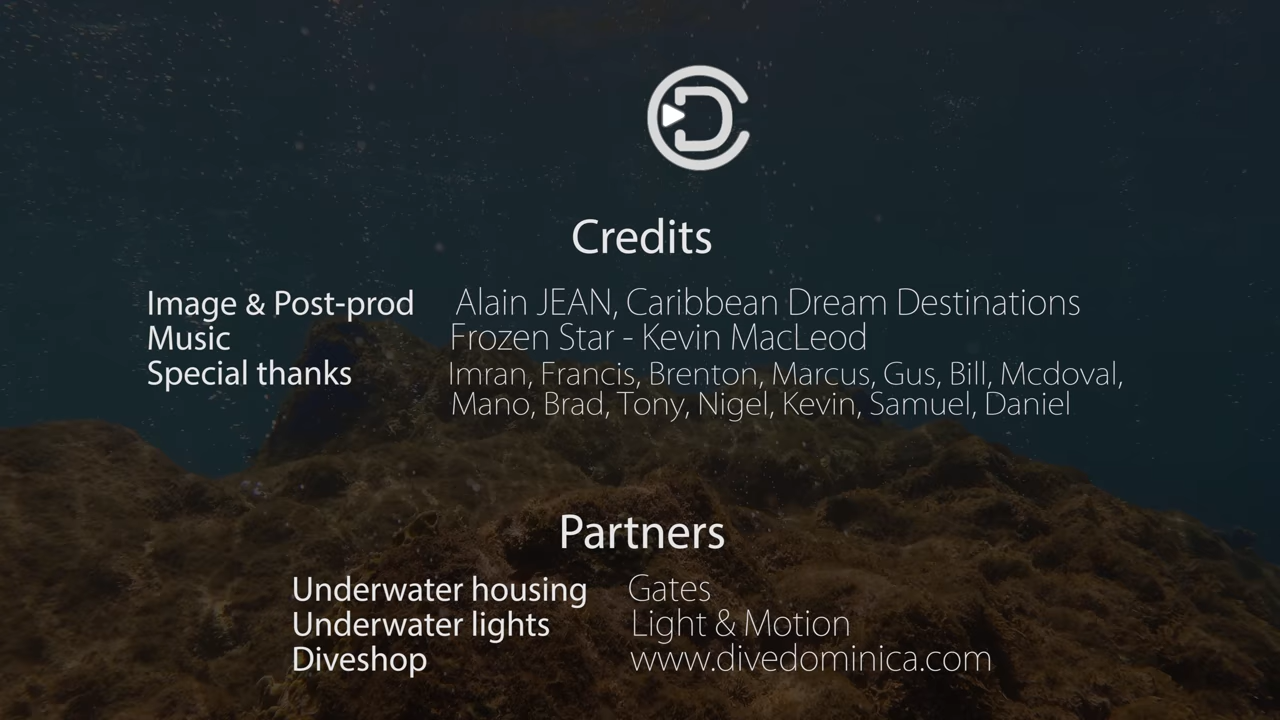 Credits
Image & Post-prod Alain JEAN, Caribbean Dream Destinations
Music Frozen Star - Kevin MacLeod
Special thanks Imran, Francis, Brenton, Marcus, Gus, Bill, Mcdoval,
Mano, Brad, Tony, Nigel, Kevin, Samuel, Daniel
Partners
Underwater housing Gates
Underwater lights Light & Motion
Diveshop www.divedominica.com